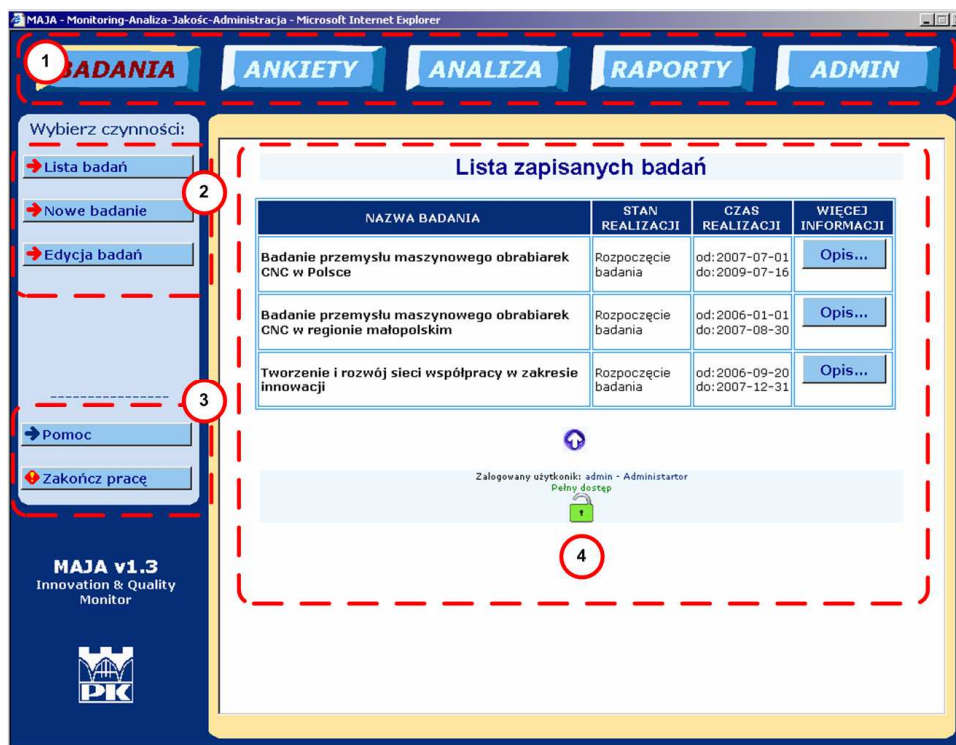 MAJA - Monitoring-Analiza-Jakośc-Administracja - Microsoft Internet Explorer
1
BADANIA
ANKIETY
ANALIZA
RAPORTY
ADMIN
Wybierz czynności:
Lista badań
2
Nowe badanie
Edycja badań
3
Pomoc
Zakończ pracę
MAJA v1.3
Innovation & Quality
Monitor
PK
Lista zapisanych badań
NAZWA BADANIA
STAN
REALIZACJI
CZAS
REALIZACJI
WIĘCEJ
INFORMACJI
Badanie przemysłu maszynowego obrabiarek
CNC w Polsce
Rozpoczęcie
badania
od:2007-07-01
do:2009-07-16
Opis...
Badanie przemysłu maszynowego obrabiarek
CNC w regionie małopolskim
Rozpoczęcie
badania
od:2006-01-01
do:2007-08-30
Opis...
Tworzenie i rozwój sieci współpracy w zakresie
innowacji
Rozpoczęcie
badania
od:2006-09-20
do:2007-12-31
Opis...
Zalogowany użytkonik: admin - Administartor
Pełny dostęp
4